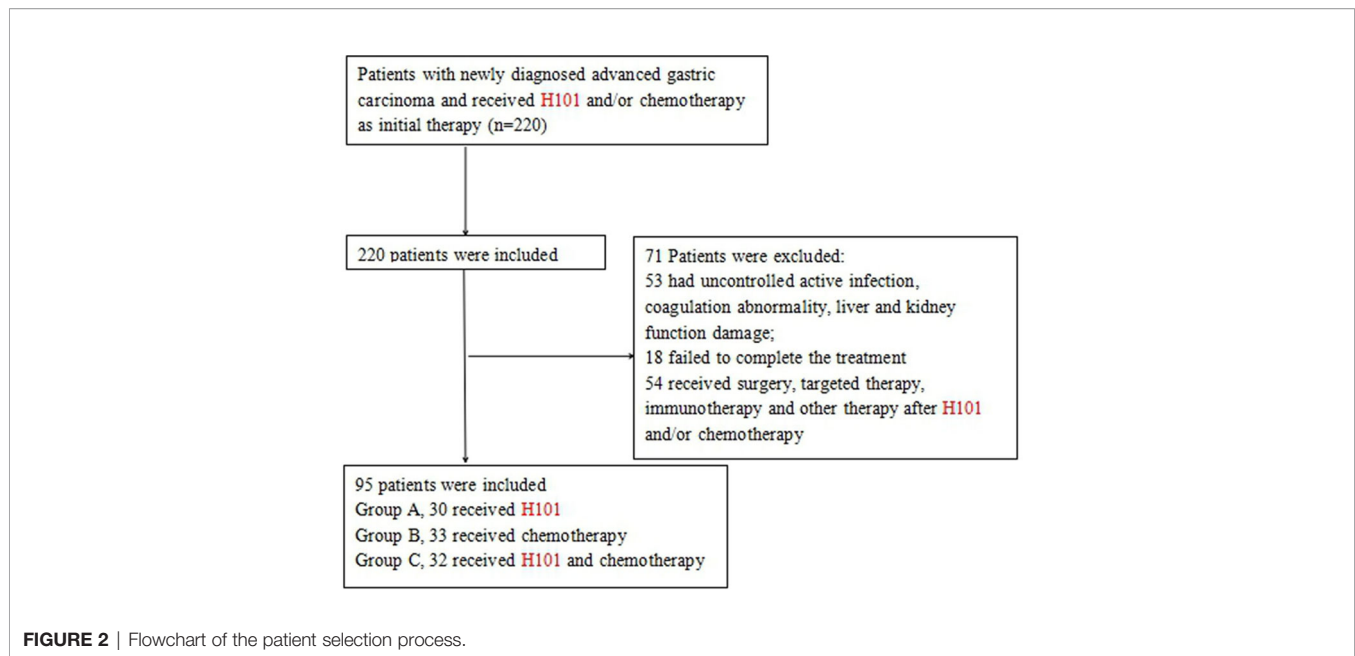 Patients with newly diagnosed advanced gastric
carcinoma and received H101 and/or chemotherapy
as initial therapy (n=220)
220 patients were included
71 Patients were excluded:
53 had uncontrolled active infection,
coagulation abnormality, liver and kidney
function damage;
18 failed to complete the treatment
54 received surgery, targeted therapy,
immunotherapy and other therapy after H101
and/or chemotherapy
95 patients were included
Group A, 30 received H101
Group B, 33 received chemotherapy
Group C, 32 received H101 and chemotherapy
FIGURE 2 | Flowchart of the patient selection process.